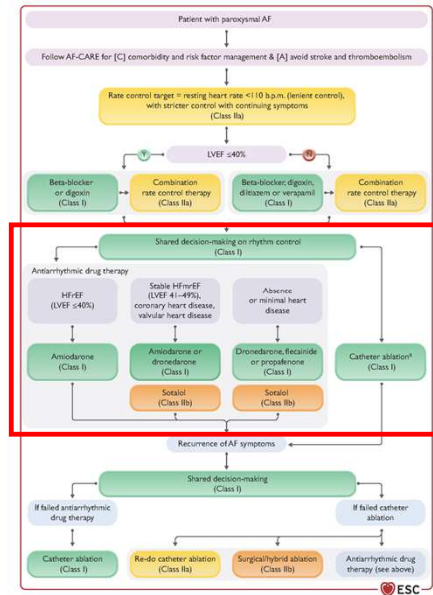 Patient with paroxysmal AF
Follow AF-CARE for [C] comorbidity and risk factor management & [A] avoid stroke and thromboembolism
Rate control target = resting heart rate <110 b.p.m. (lenient control),
with stricter control with continuing symptoms
(Class IIa)
Y
LVEF ≤40%
N
Beta-blocker
or digoxin
(Class I)
Combination
rate control therapy
(Class IIa)
Beta-blocker, digoxin,
diltiazem or verapamil
(Class I)
Combination
rate control therapy
(Class IIa)
Shared decision-making on rhythm control
(Class I)
Antiarrhythmic drug therapy
HFrEF
(LVEF ≤40%)
Stable HFmrEF
(LVEF 41–49%),
coronary heart disease,
valvular heart disease
Absence
or minimal heart
disease
Amiodarone
(Class I)
Amiodarone or
dronedarone
(Class I)
Dronedarone, flecainide
or propafenone
(Class I)
Catheter ablationª
(Class I)
Sotalol
(Class IIb)
Sotalol
(Class IIb)
Recurrence of AF symptoms
Shared decision-making
(Class I)
If failed antiarrhythmic
drug therapy
If failed catheter
ablation
Catheter ablation
(Class I)
Re-do catheter ablation
(Class IIa)
Surgical/hybrid ablation
(Class IIb)
Antiarrhythmic drug
therapy (see above)
ESC